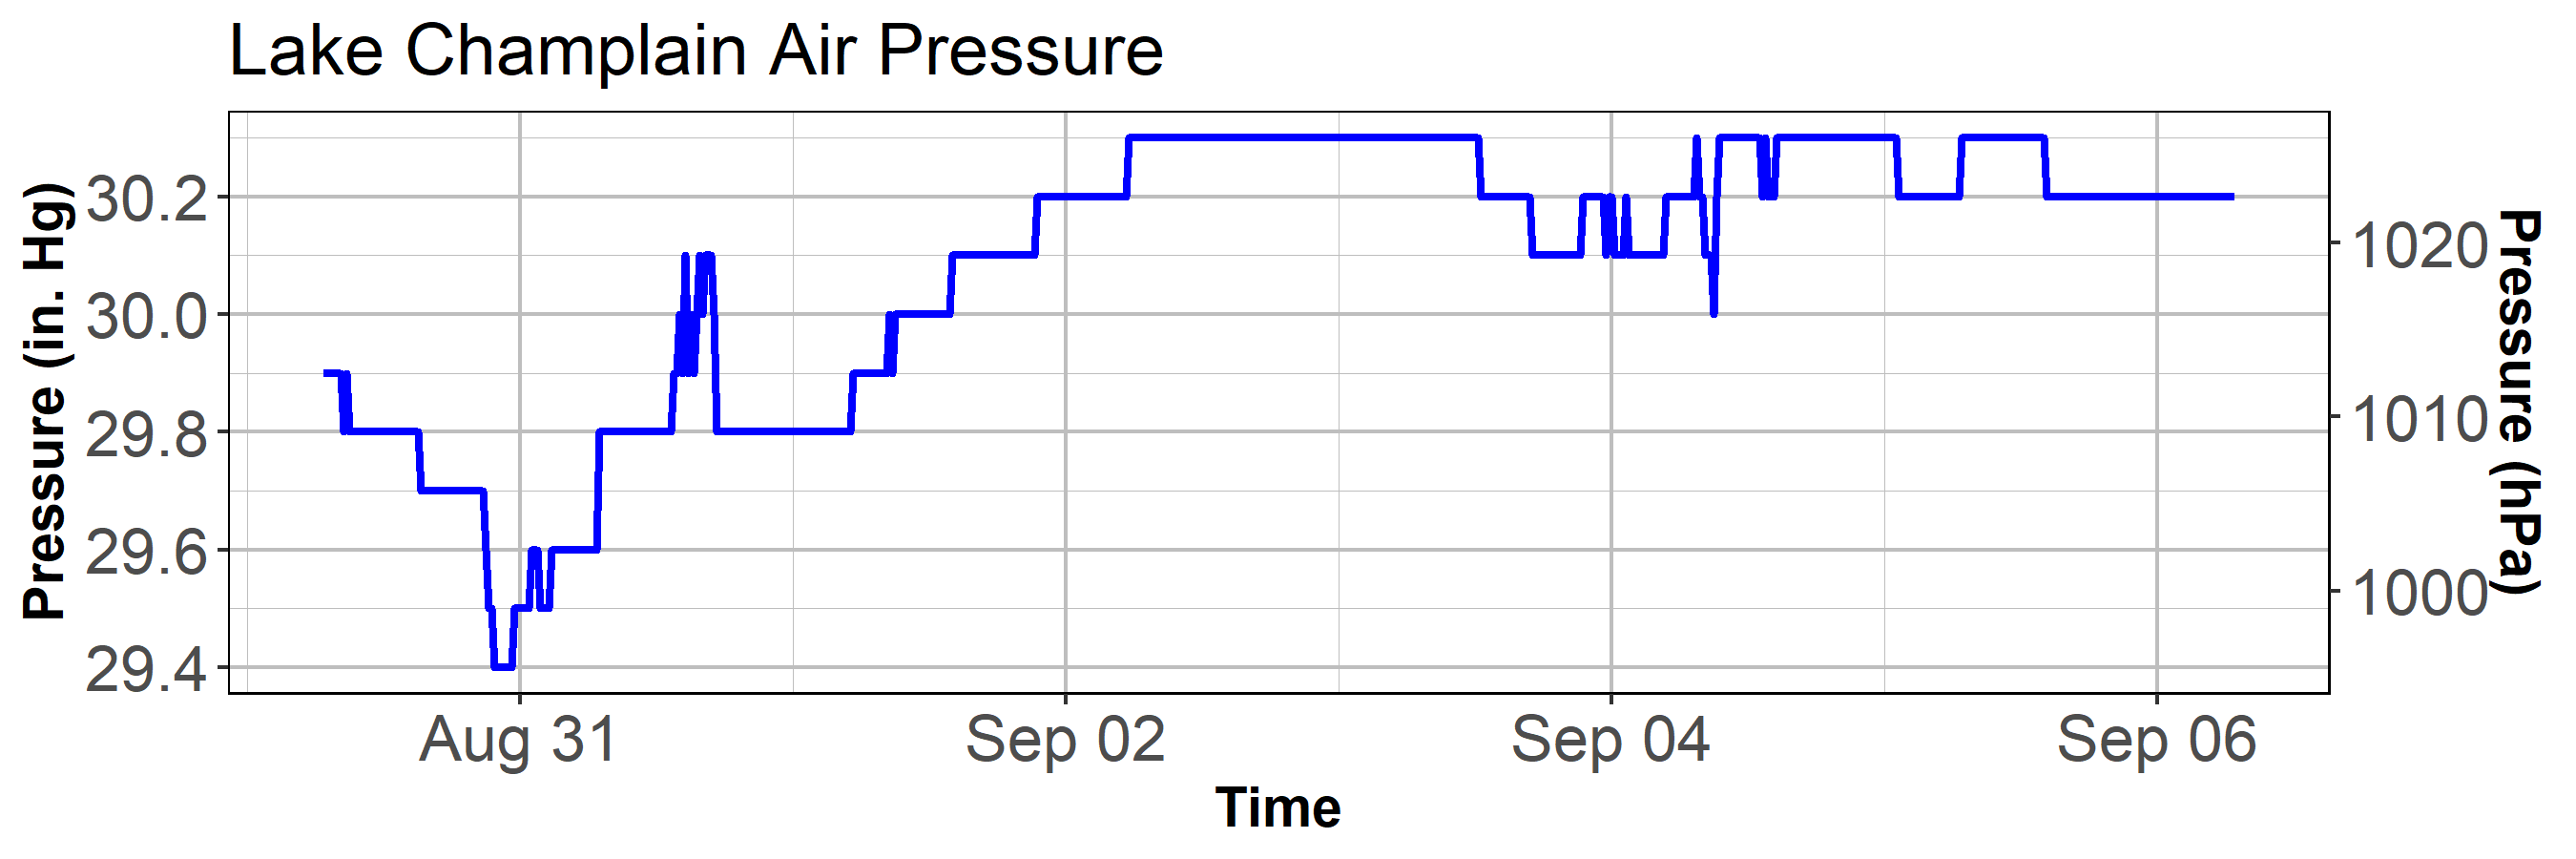 Lake Champlain Air Pressure
Pressure (in. Hg)
30.2
30.0
29.8
29.6
29.4
1020
1010
1000
Pressure (hPa)
Aug 31 Sep 02 Sep 04 Sep 06
Time